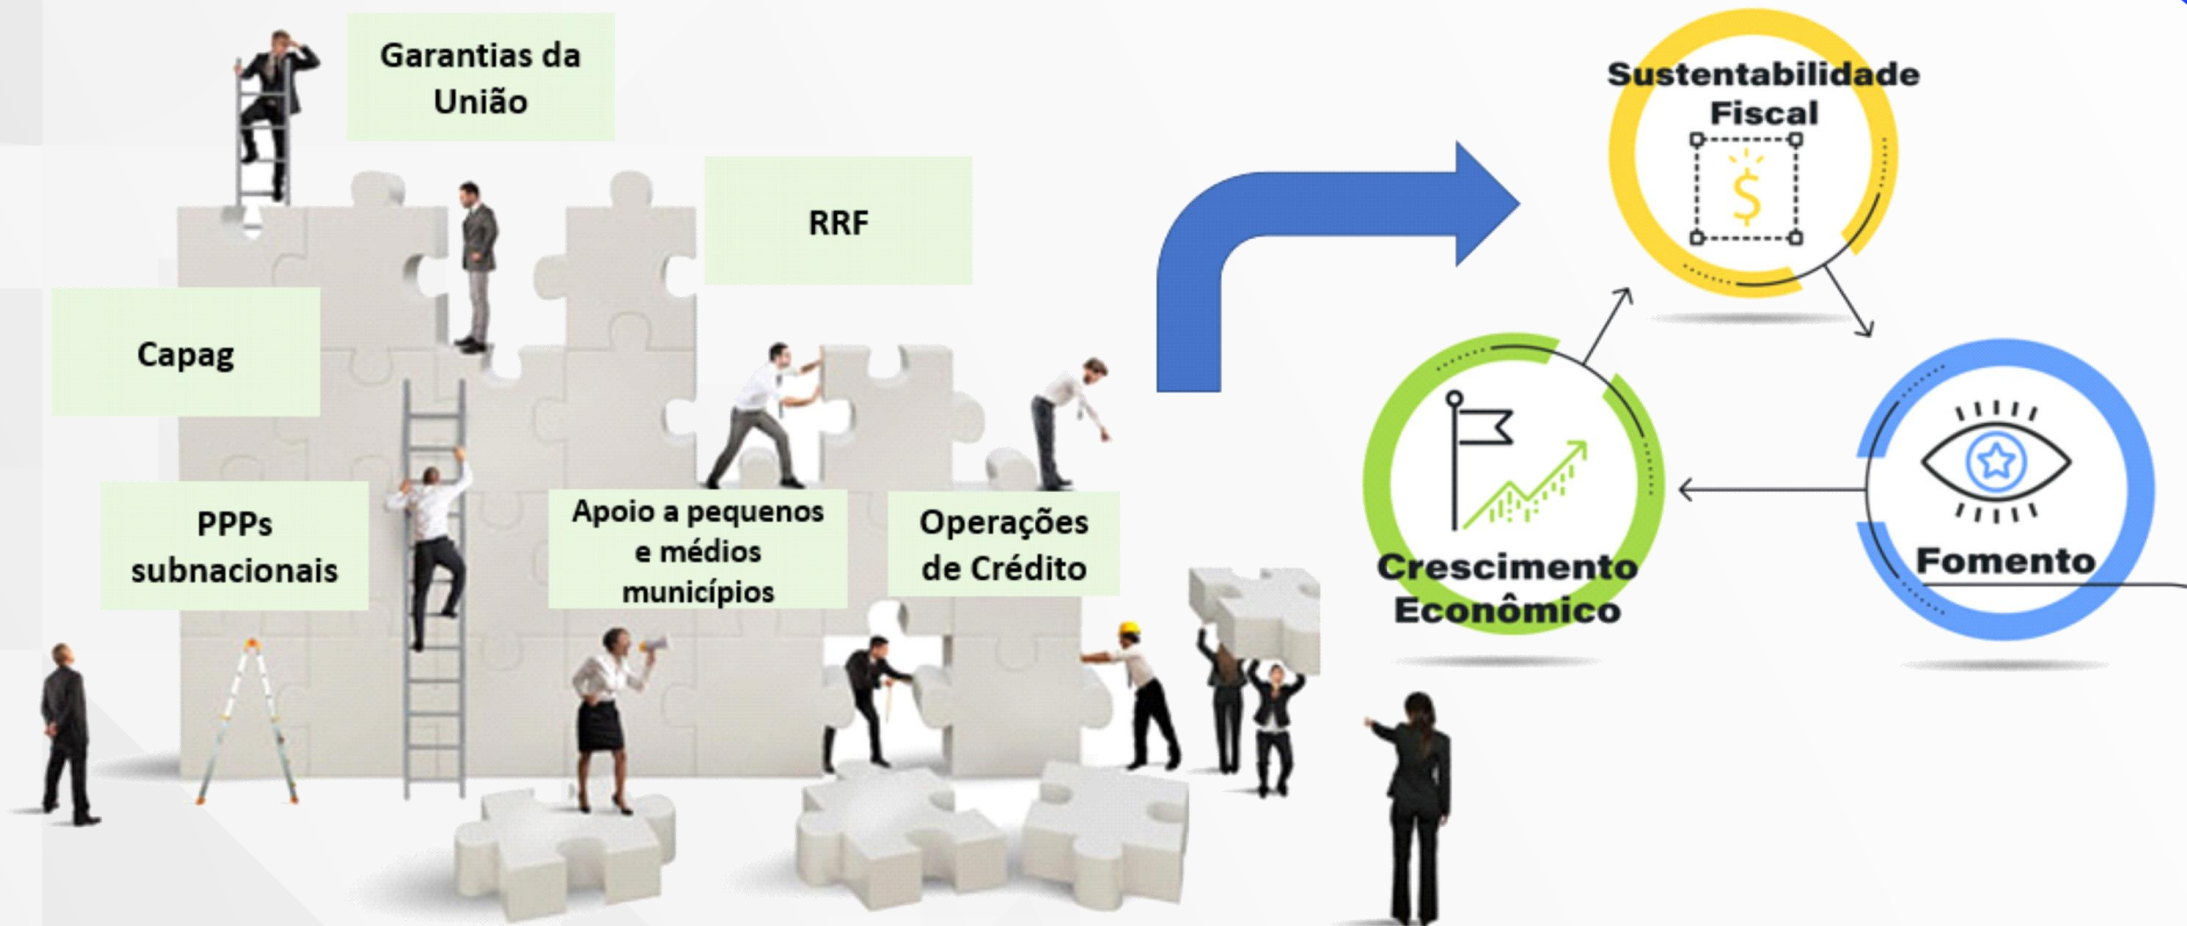 Garantias da
União
RRF
Capag
PPPs
subnacionais
Apoio a pequenos
e médios
municípios
Operações
de Crédito
Sustentabilidade
Fiscal
$
Crescimento
Econômico
Fomento